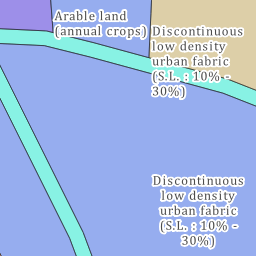 Arable land
(annual crops)
Discontinuous
low density
urban fabric
(S.L. : 10% -
30%)
Discontinuous
low density
urban fabric
(S.L. : 10% -
30%)